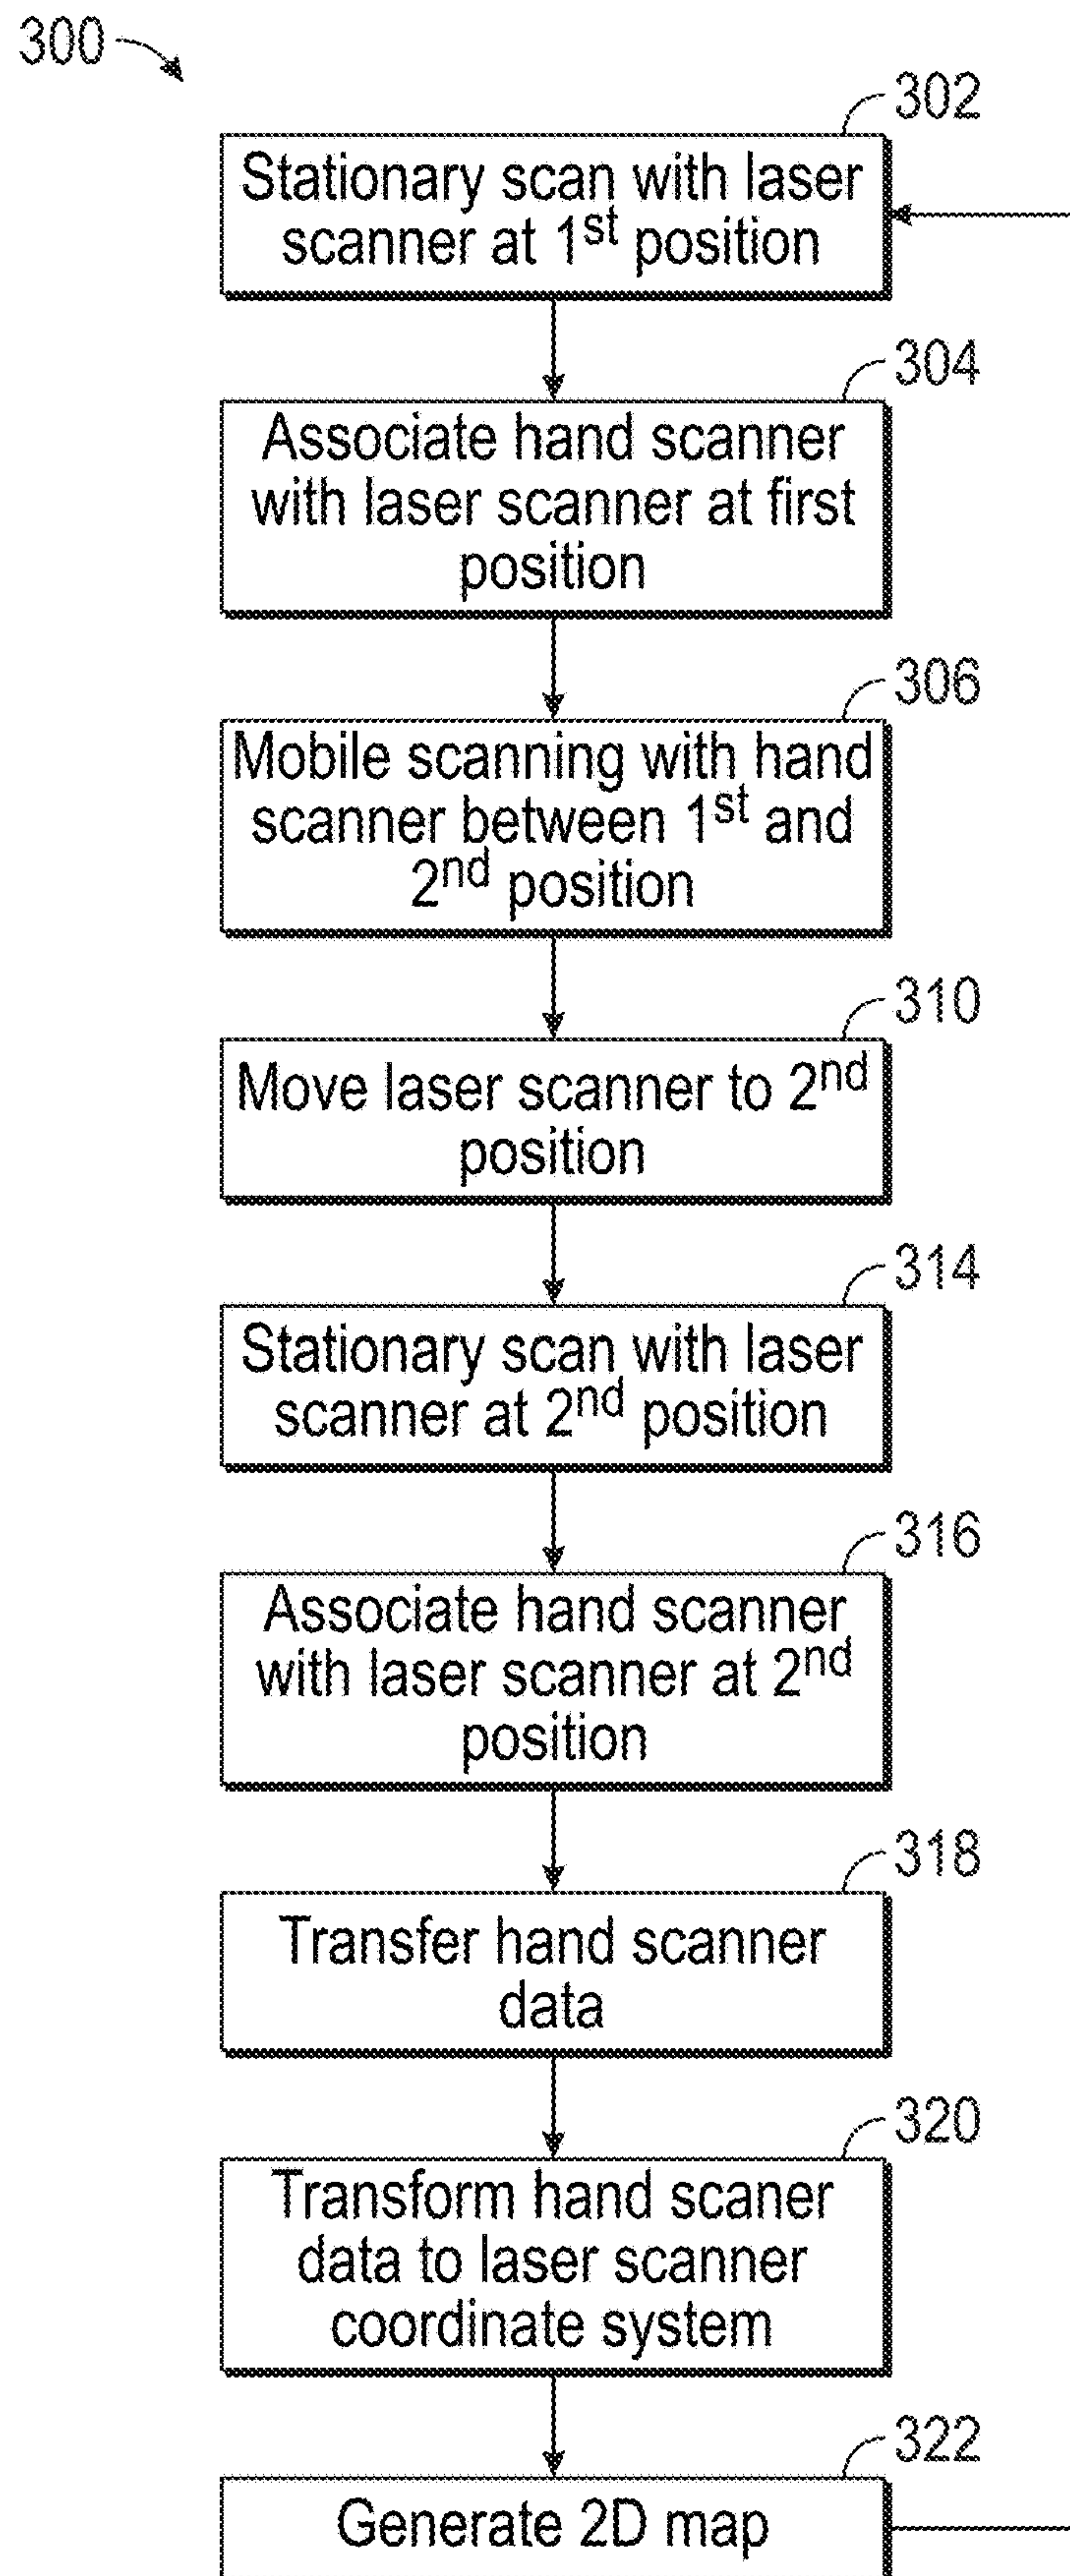 300
302
Stationary scan with laser
scanner at 1st position
304
Associate hand scanner
with laser scanner at first
position
306
Mobile scanning with hand
scanner between 1st and
2nd position
310
Move laser scanner to 2nd
position
314
Stationary scan with laser
scanner at 2nd position
316
Associate hand scanner
with laser scanner at 2nd
position
318
Transfer hand scanner
data
320
Transform hand scaner
data to laser scanner
coordinate system
322
Generate 2D map